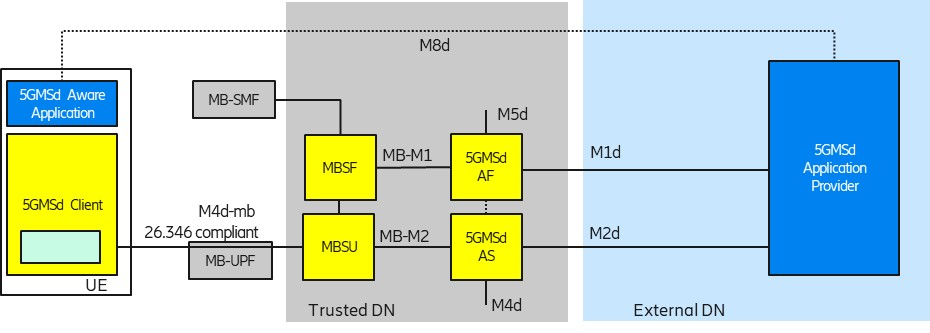 M8d
5GMSd Aware
Application
MB-SMF
M5d
MBSF
MB-M1
5GMSd
AF
M1d
5GMSd
Application
Provider
5GMSd Client
M4d-mb
26.346 compliant
MB-UPF
MBSU
MB-M2
5GMSd
AS
M2d
UE
Trusted DN
M4d
External DN